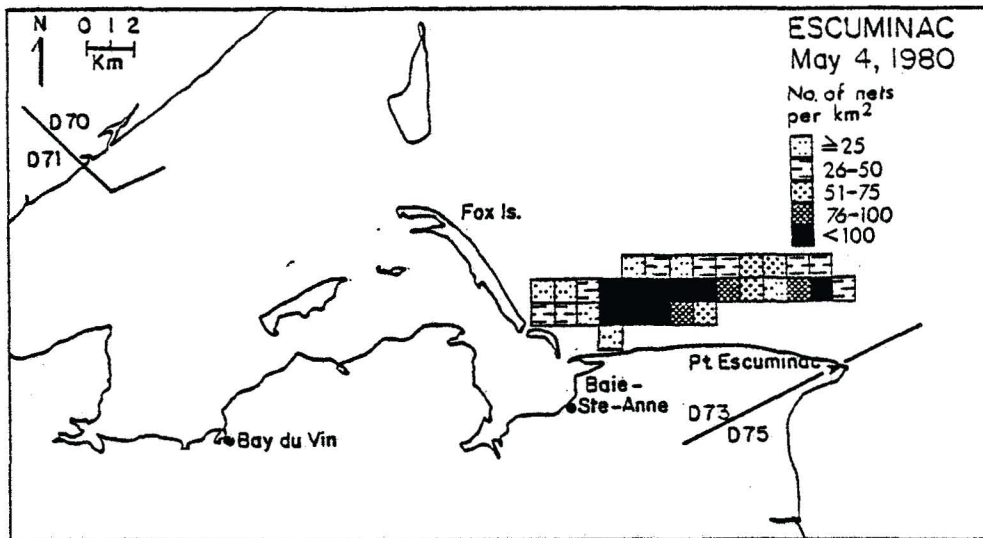 N
0 1 2
Km
ESCUMINAC
May 4, 1980
No. of nets
per km²
≧25
26-50
51-75
76-100
<100
D70
D71
Fox Is.
Pt. Escuminac
Baie-
Ste-Anne
D73
D75
Bay du Vin